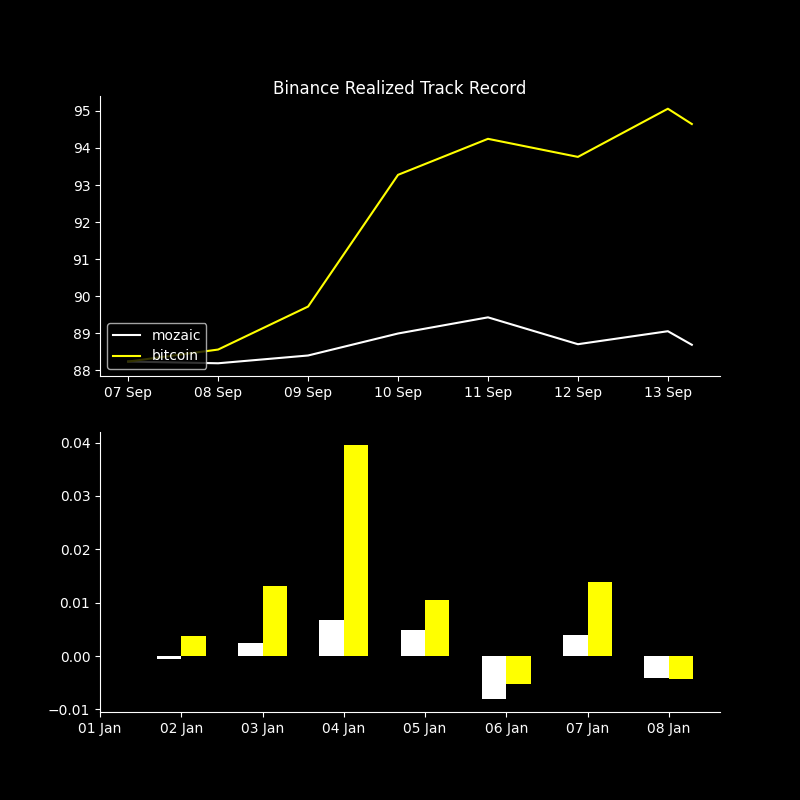 Binance Realized Track Record
95
94
93
92
91
90
89
88
mozaic
bitcoin
07 Sep 08 Sep 09 Sep 10 Sep 11 Sep 12 Sep 13 Sep
0.04
0.03
0.02
0.01
0.00
−0.01
01 Jan 02 Jan 03 Jan 04 Jan 05 Jan 06 Jan 07 Jan 08 Jan